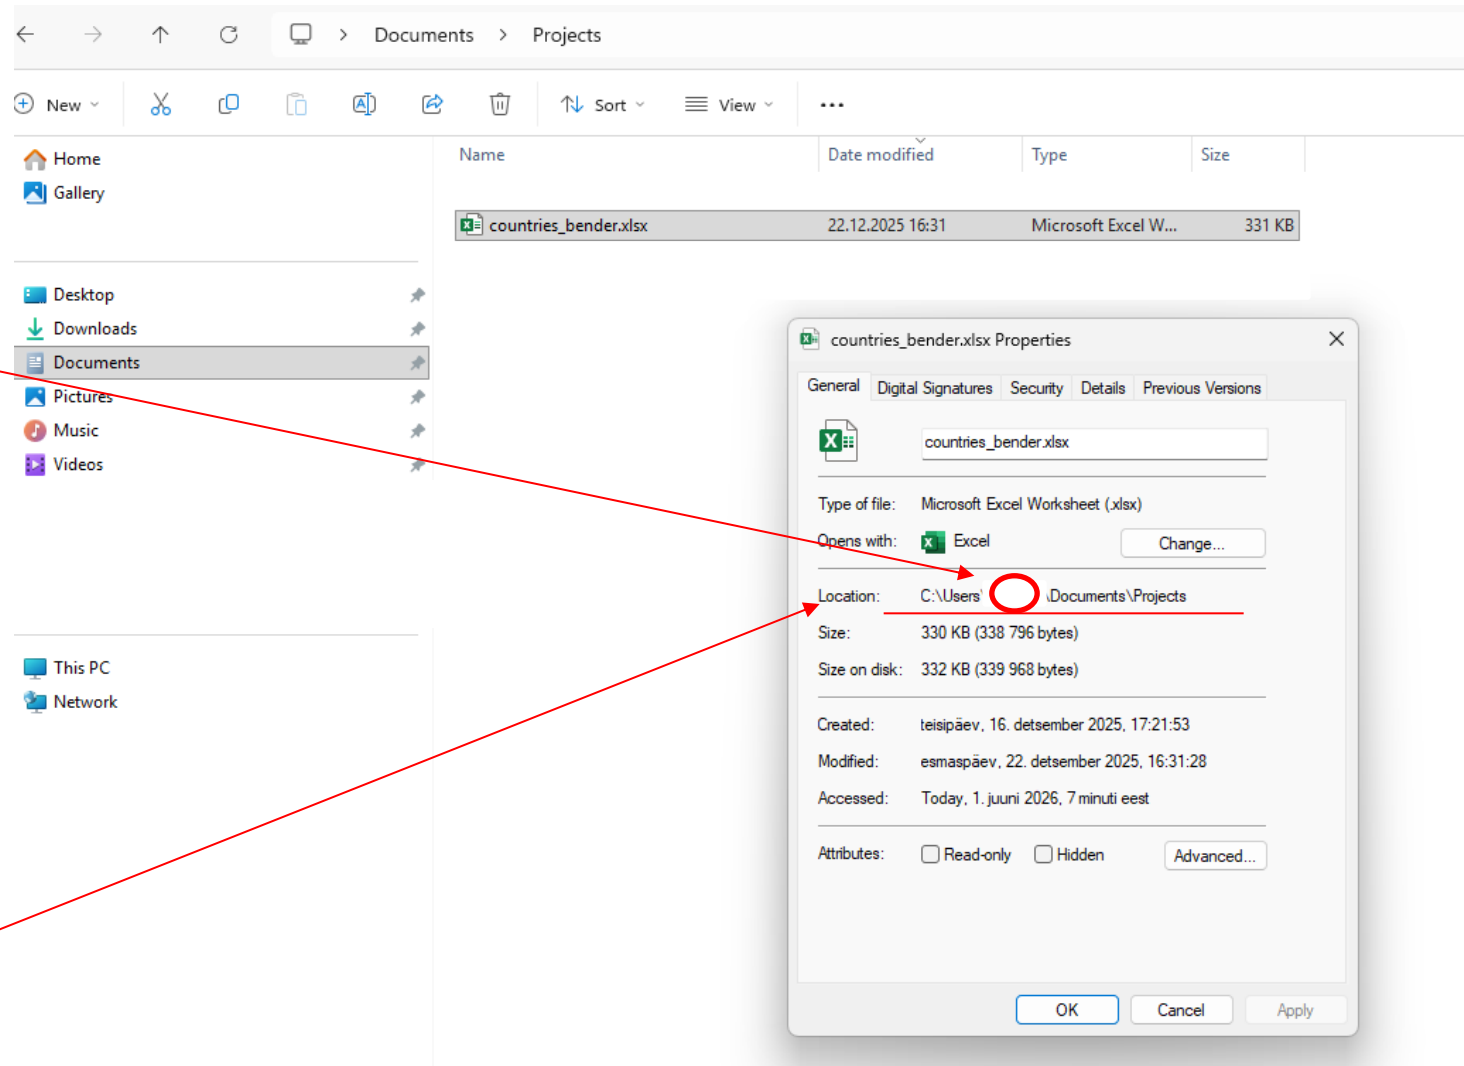 Documents > Projects
New
Sort
View
Home
Gallery
Desktop
Downloads
Documents
Pictures
Music
Videos
This PC
Network
Name Date modified Type Size
countries_bender.xlsx 22.12.2025 16:31 Microsoft Excel W... 331 KB
countries_bender.xlsx Properties
General Digital Signatures Security Details Previous Versions
countries_bender.xlsx
Type of file: Microsoft Excel Worksheet (.xlsx)
Opens with: Excel Change...
Location: C:\Users\ \Documents\Projects
Size: 330 KB (338 796 bytes)
Size on disk: 332 KB (339 968 bytes)
Created: teisipäev, 16. detsember 2025, 17:21:53
Modified: esmaspäev, 22. detsember 2025, 16:31:28
Accessed: Today, 1. juuni 2026, 7 minuti eest
Attributes: Read-only Hidden Advanced...
OK Cancel Apply